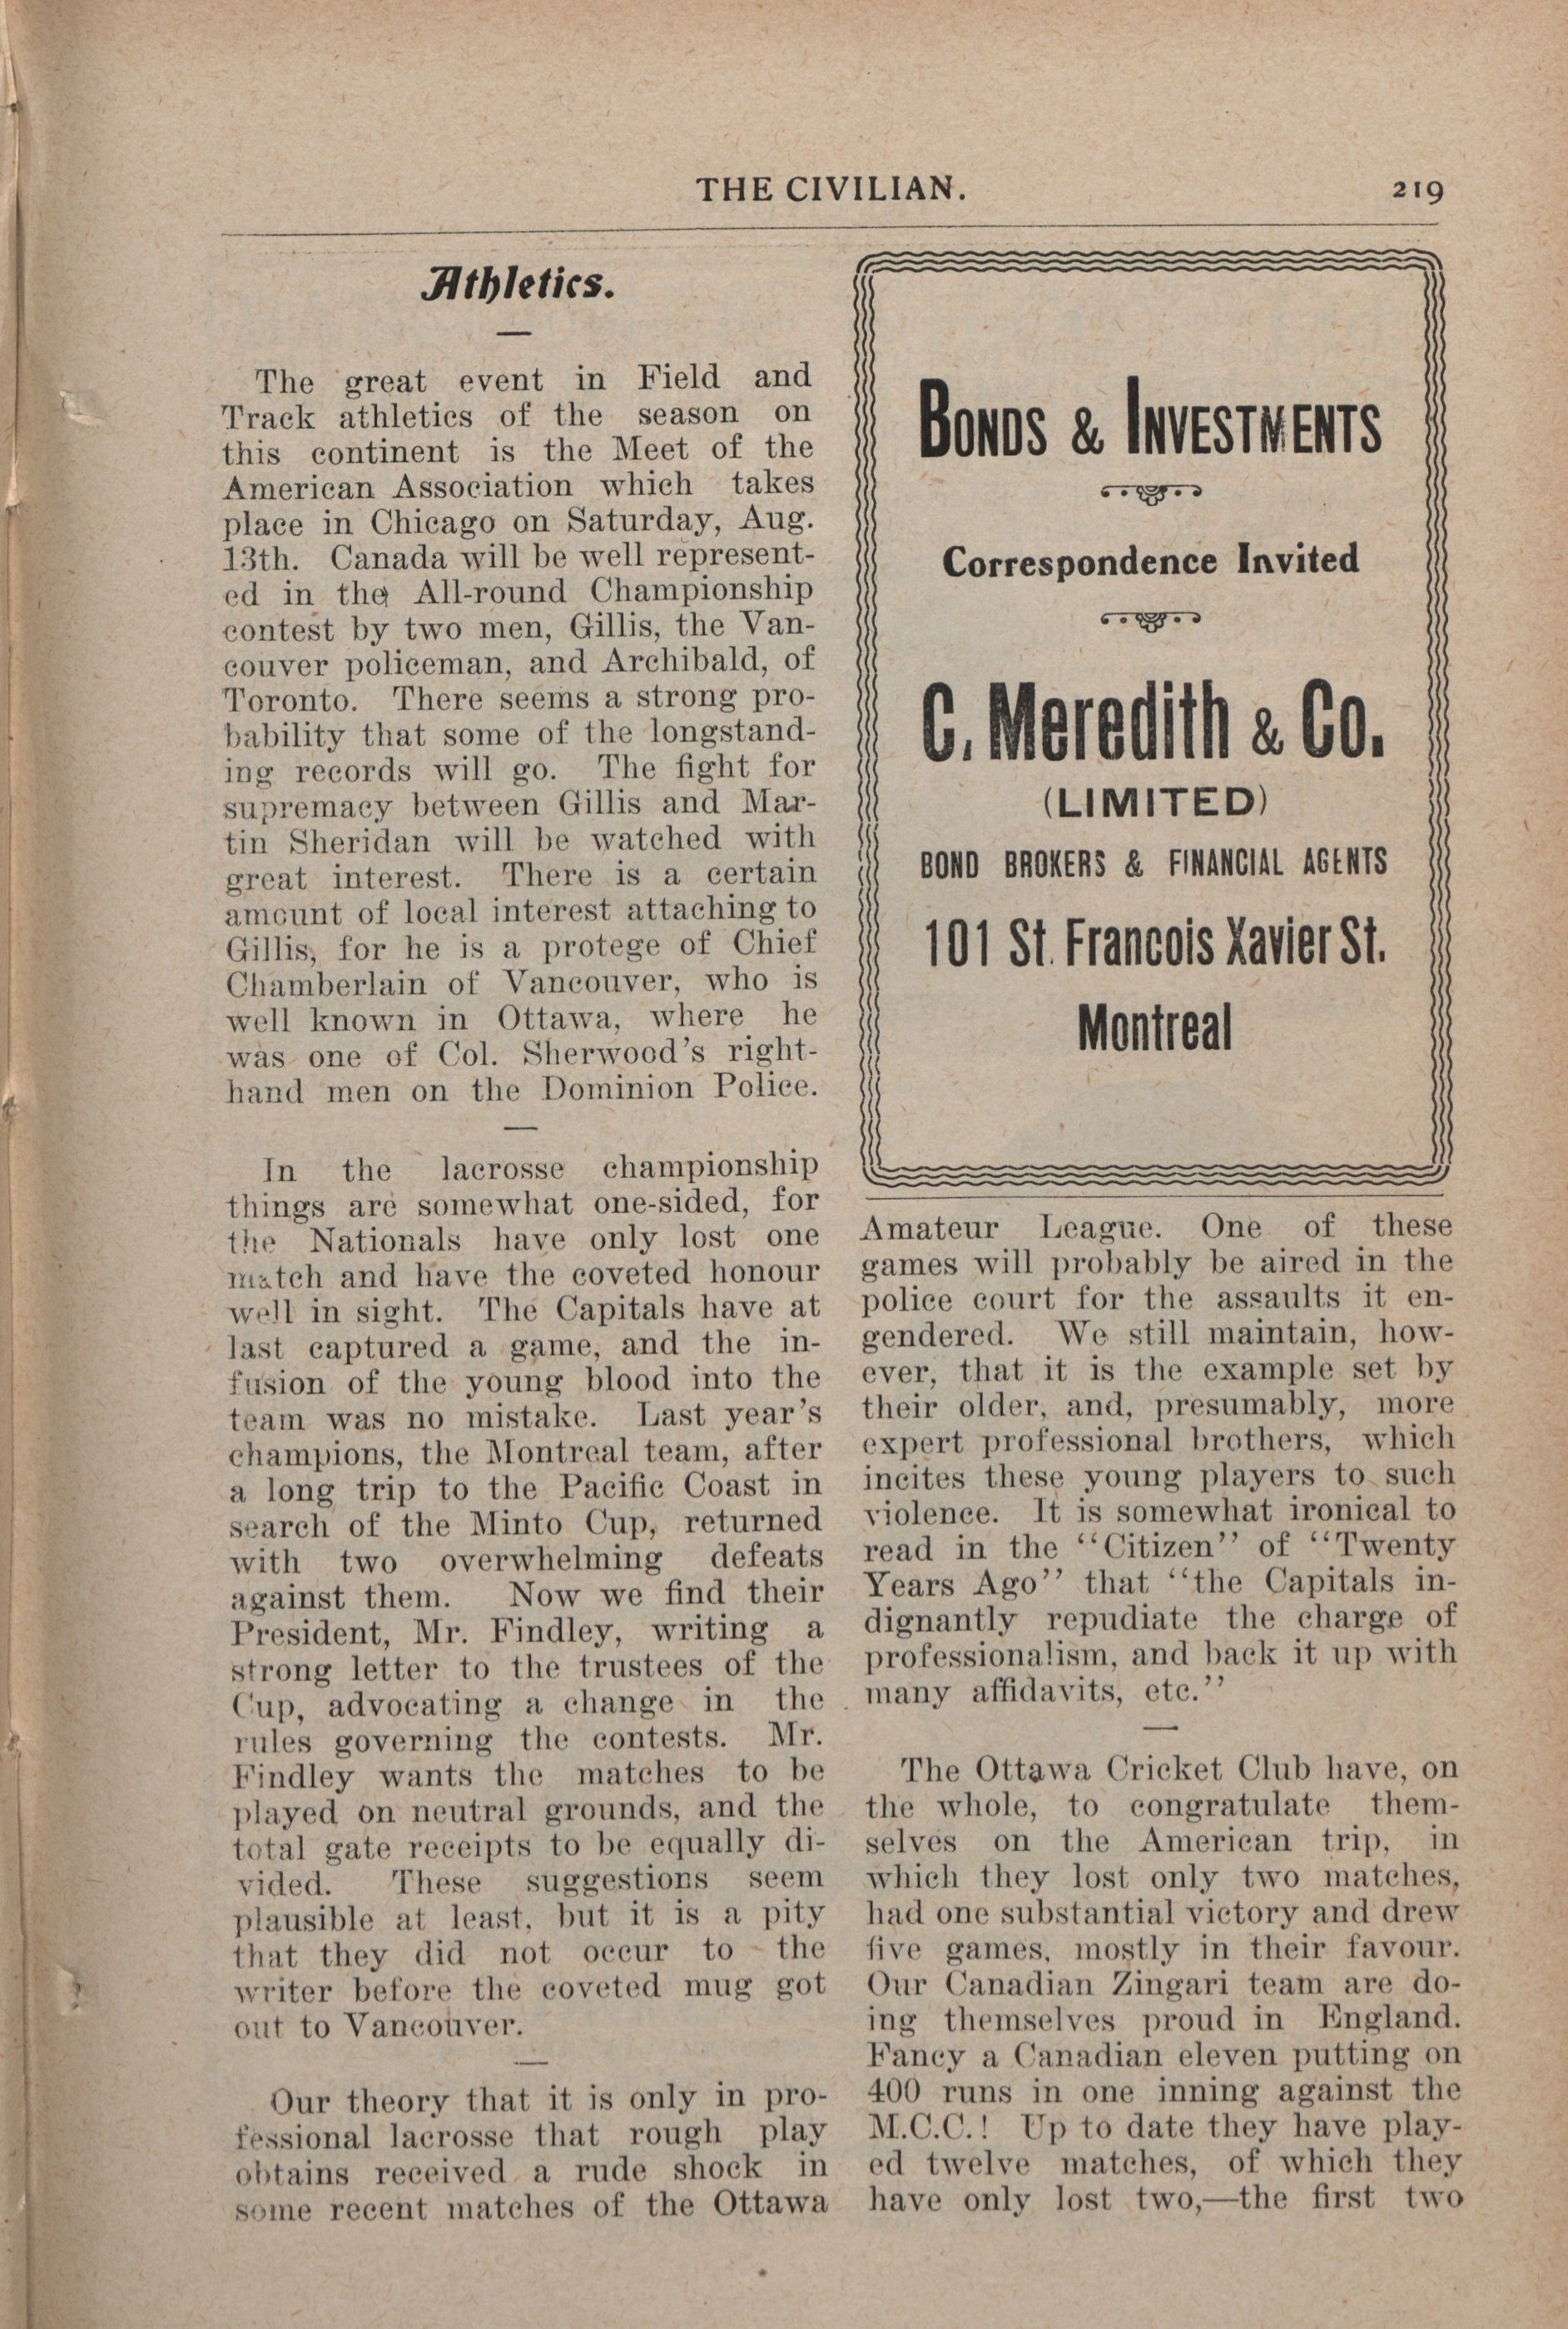 THE CIVILIAN.
219
Athletics.
The great event in Field and
Track athletics of the season on
this continent is the Meet of the
American Association which takes
place in Chicago on Saturday, Aug.
13th. Canada will be well represent-
ed in the All-round Championship
contest by two men, Gillis, the Van-
couver policeman, and Archibald, of
Toronto. There seems a strong pro-
bability that some of the longstand-
ing records will go. The fight for
supremacy between Gillis and Mar-
tin Sheridan will be watched with
great interest. There is a certain
amount of local interest attaching to
Gillis, for he is a protege of Chief
Chamberlain of Vancouver, who is
well known in Ottawa, where he
was one of Col. Sherwood's right-
hand men on the Dominion Police.
In the lacrosse championship
things are somewhat one-sided, for
the Nationals have only lost one
match and have the coveted honour
well in sight. The Capitals have at
last captured a game, and the in-
fusion of the young blood into the
team was no mistake. Last year's
champions, the Montreal team, after
a long trip to the Pacific Coast in
search of the Minto Cup, returned
with two overwhelming defeats
against them. Now we find their
President, Mr. Findley, writing a
strong letter to the trustees of the
Cup, advocating a change in the
rules governing the contests. Mr.
Findley wants the matches to be
played on neutral grounds, and the
total gate receipts to be equally di-
vided. These suggestions seem
plausible at least, but it is a pity
that they did not occur to the
writer before the coveted mug got
out to Vancouver.
Our theory that it is only in pro-
fessional lacrosse that rough play
obtains received a rude shock in
some recent matches of the Ottawa
BONDS & INVESTMENTS
Correspondence Invited
C. Meredith & Co.
(LIMITED)
BOND BROKERS & FINANCIAL AGENTS
101 St. Francois Xavier St.
Montreal
Amateur League. One of these
games will probably be aired in the
police court for the assaults it en-
gendered. We still maintain, how-
ever, that it is the example set by
their older, and, presumably, more
expert professional brothers, which
incites these young players to such
violence. It is somewhat ironical to
read in the "Citizen" of "Twenty
Years Ago" that "the Capitals in-
dignantly repudiate the charge of
professionalism, and back it up with
many affidavits, etc."
The Ottawa Cricket Club have, on
the whole, to congratulate them-
selves on the American trip, in
which they lost only two matches,
had one substantial victory and drew
five games, mostly in their favour.
Our Canadian Zingari team are do-
ing themselves proud in England.
Fancy a Canadian eleven putting on
400 runs in one inning against the
M.C.C.! Up to date they have play-
ed twelve matches, of which they
have only lost two,—the first two